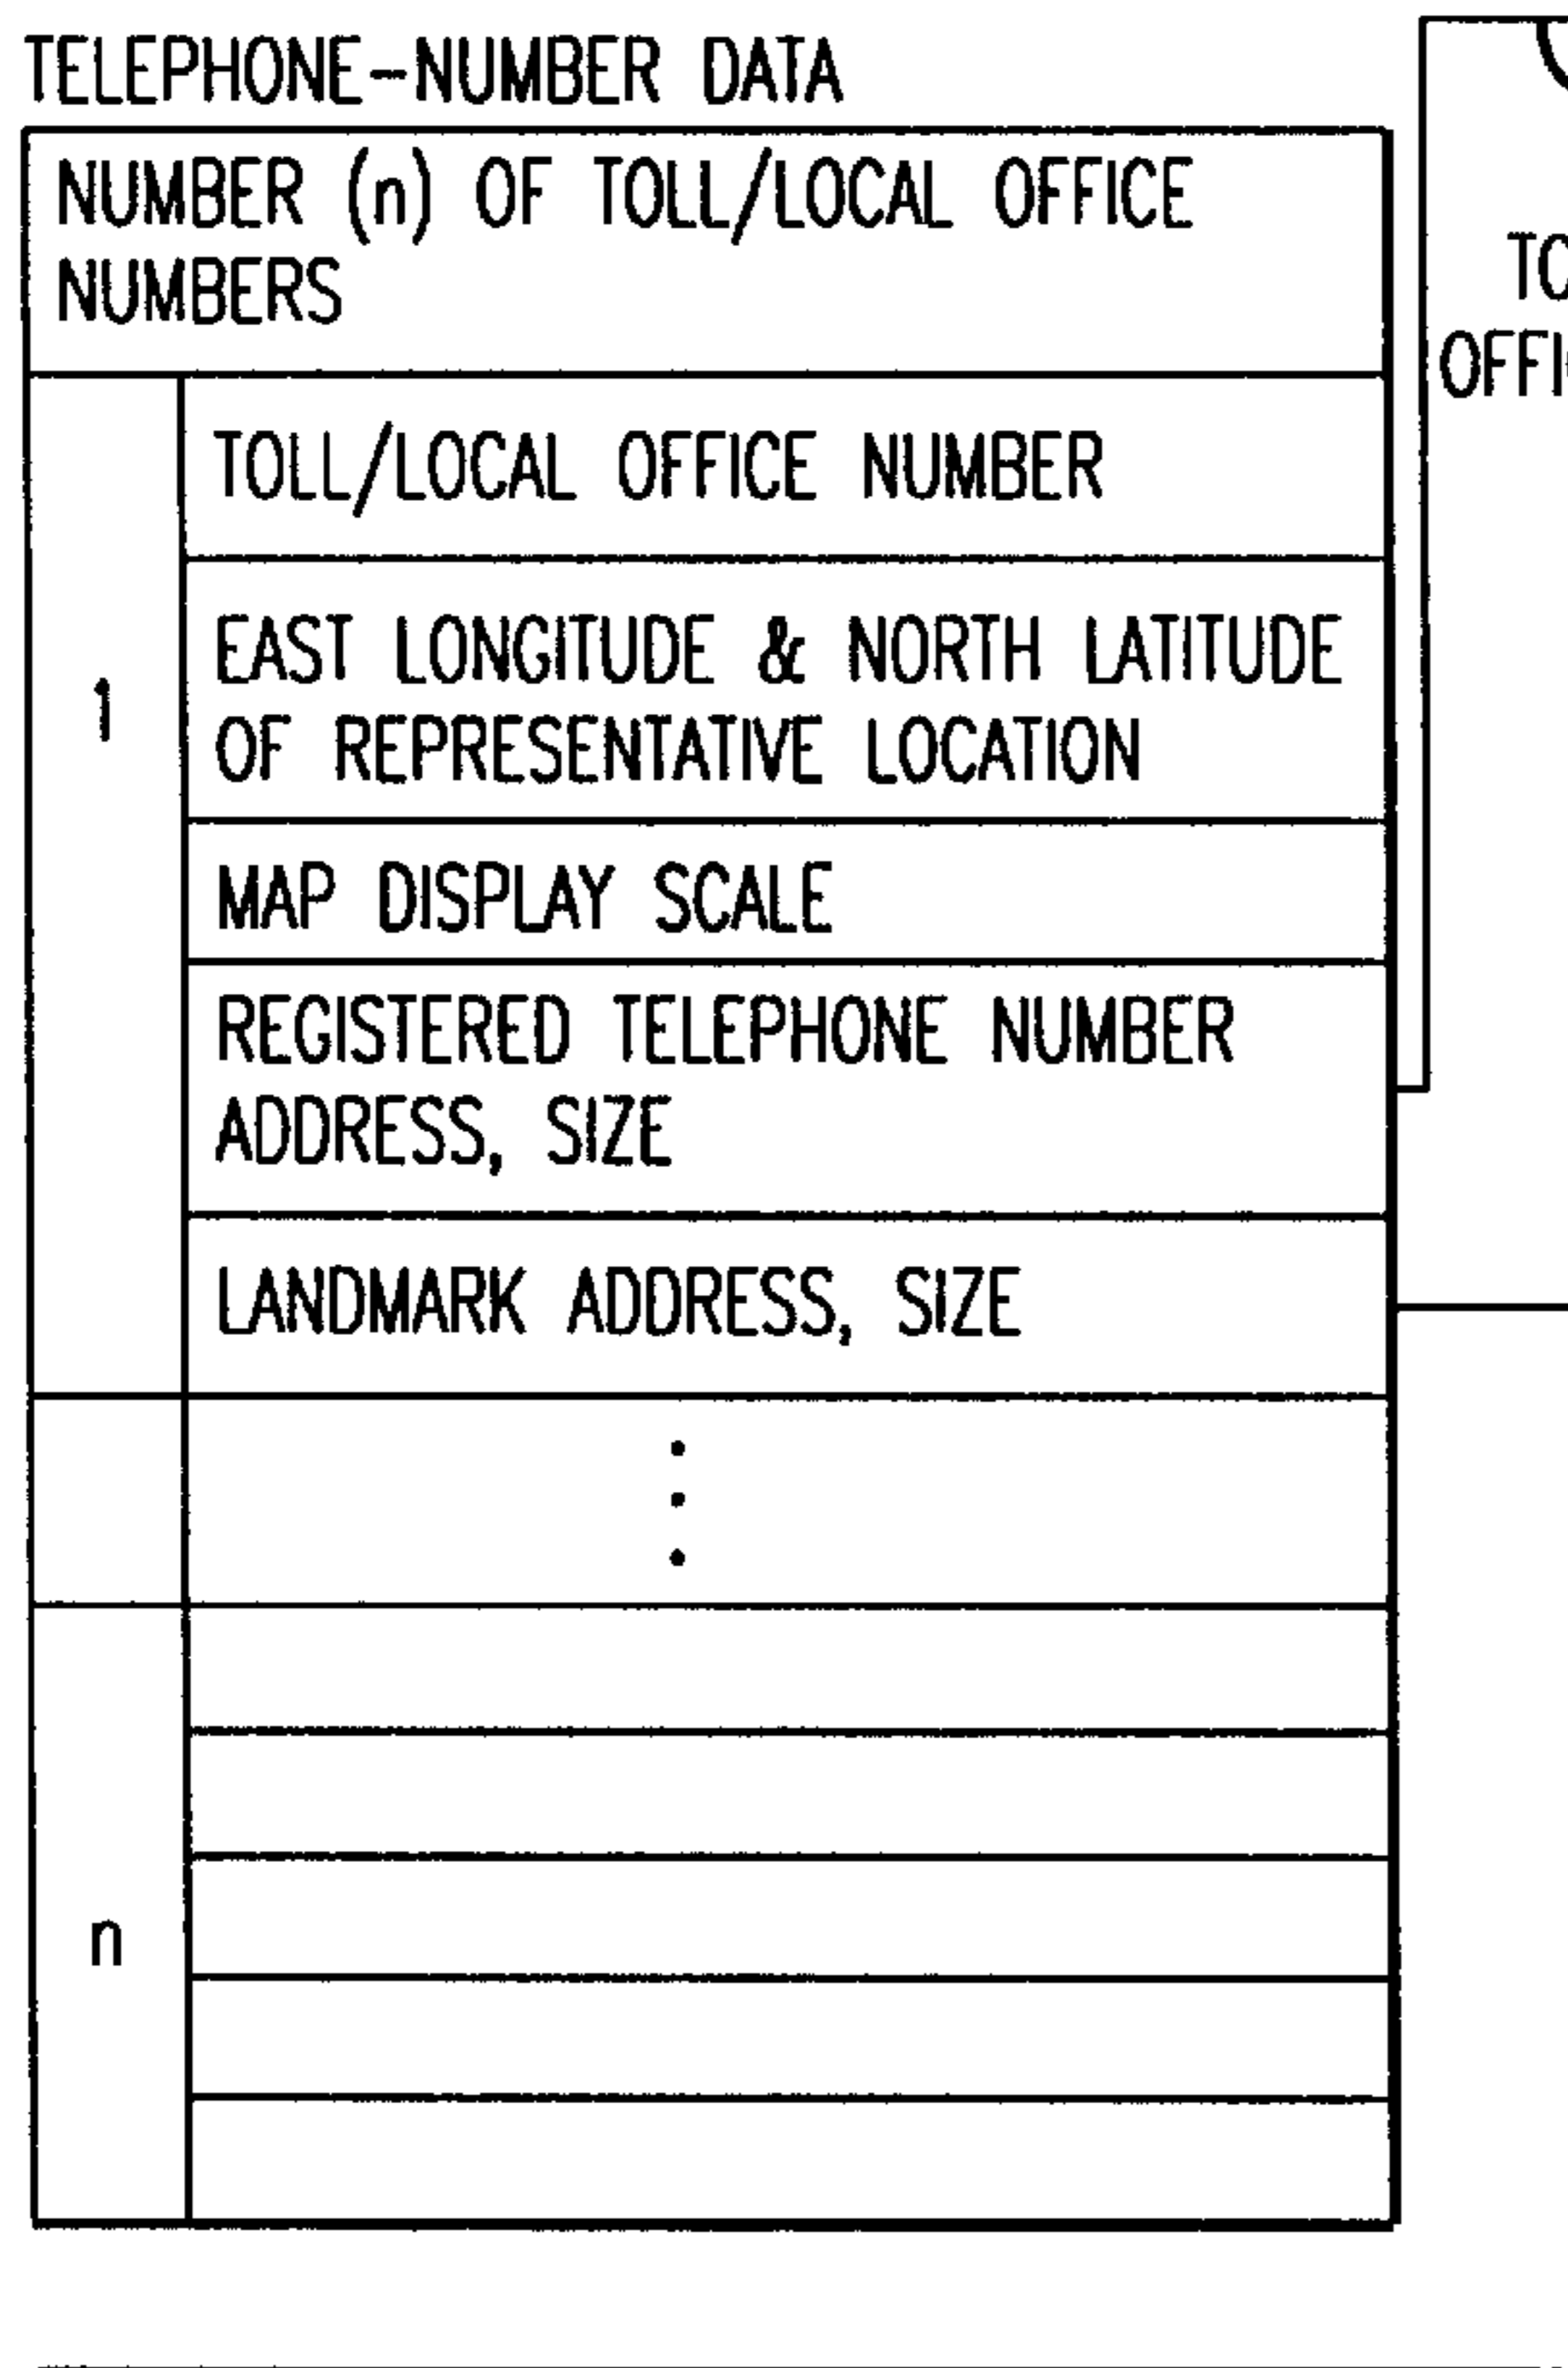 TELEPHONE-NUMBER DATA
NUMBER (n) OF TOLL/LOCAL OFFICE
NUMBERS
TOLL/LOCAL OFFICE NUMBER
1
EAST LONGITUDE & NORTH LATITUDE
OF REPRESENTATIVE LOCATION
MAP DISPLAY SCALE
REGISTERED TELEPHONE NUMBER
ADDRESS, SIZE
LANDMARK ADDRESS, SIZE
n